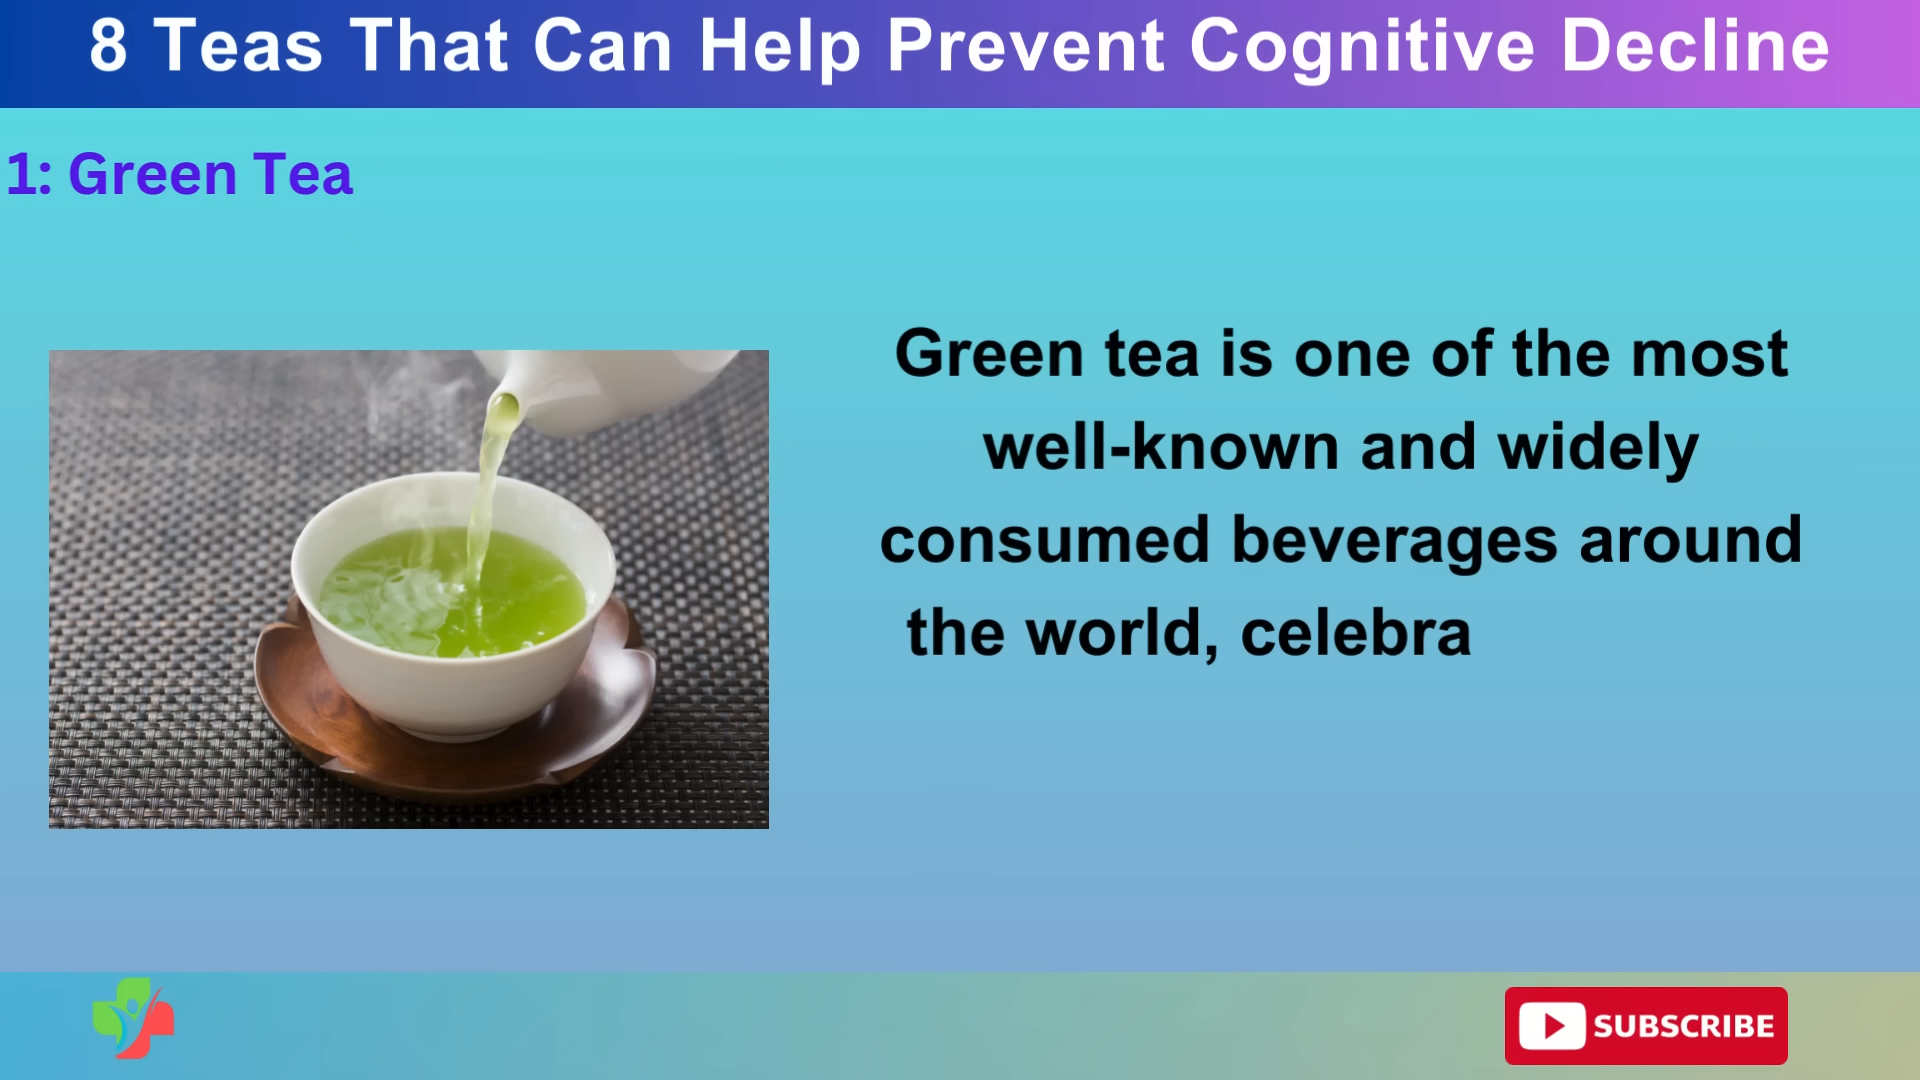 8 Teas That Can Help Prevent Cognitive Decline
1: Green Tea
Green tea is one of the most
well-known and widely
consumed beverages around
the world, celebra
SUBSCRIBE